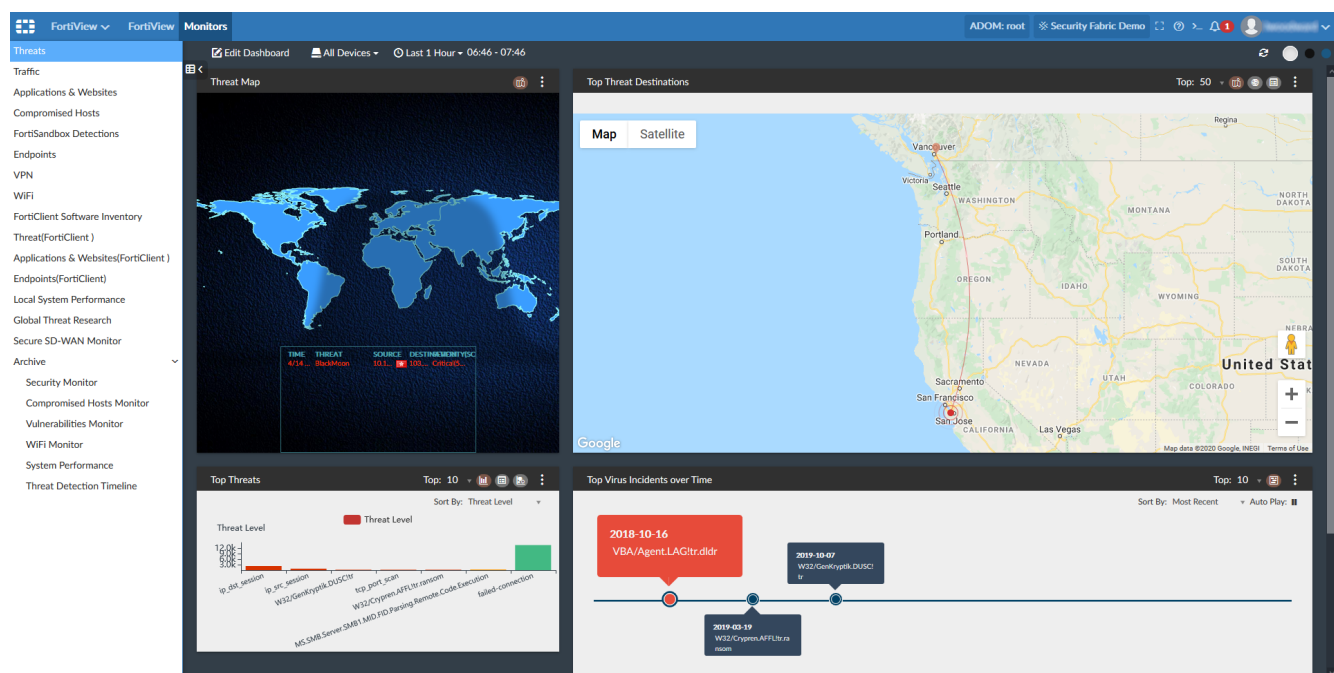 FortiView
FortiView
Monitors
ADOM: root
Security Fabric Demo
1
Threats
Traffic
Applications & Websites
Compromised Hosts
FortiSandbox Detections
Endpoints
VPN
WiFi
FortiClient Software Inventory
Threat(FortiClient )
Applications & Websites(FortiClient )
Endpoints(FortiClient)
Local System Performance
Global Threat Research
Secure SD-WAN Monitor
Archive
Security Monitor
Compromised Hosts Monitor
Vulnerabilities Monitor
WiFi Monitor
System Performance
Threat Detection Timeline
Edit Dashboard
All Devices
Last 1 Hour
06:46 - 07:46
Threat Map
TIME THREAT SOURCE
4/14... BlackMoon 10.1... 103.... Critical(5...
Top Threat Destinations
Top: 50
Map
Satellite
Regina
Vancouver
Victoria
Seattle
WASHINGTON
NORTH
DAKOTA
MONTANA
Portland
SOUTH
DAKOTA
OREGON
IDAHO
WYOMING
NEBRA
NEVADA
United Stat
UTAH
COLORADO
Sacramento
San Francisco
San Jose
CALIFORNIA
Las Vegas
Google
Map data ©2020 Google, INEGI
Terms of Use
Top Threats
Top: 10
Sort By: Threat Level
Threat Level
Threat Level
12.0k
9.0k
6.0k
3.0k
ip_dst_session
ip_src_session
W32/GenKryptik.DUSC!tr
tcp_port_scan
W32/Crypren.AFFL!tr.ransom
MS.SMB.Server.SMB1.MID.FID.Parsing.Remote.Code.Execution
failed-connection
Top Virus Incidents over Time
Top: 10
Sort By: Most Recent
Auto Play:
2018-10-16
VBA/Agent.LAG!tr.dldr
2019-10-07
W32/GenKryptik.DUSC!
tr
2019-03-19
W32/Crypren.AFFL!tr.ra
nsom